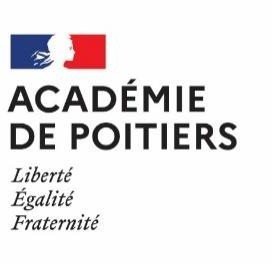 ACADÉMIE
DE POITIERS
Liberté
Égalité
Fraternité